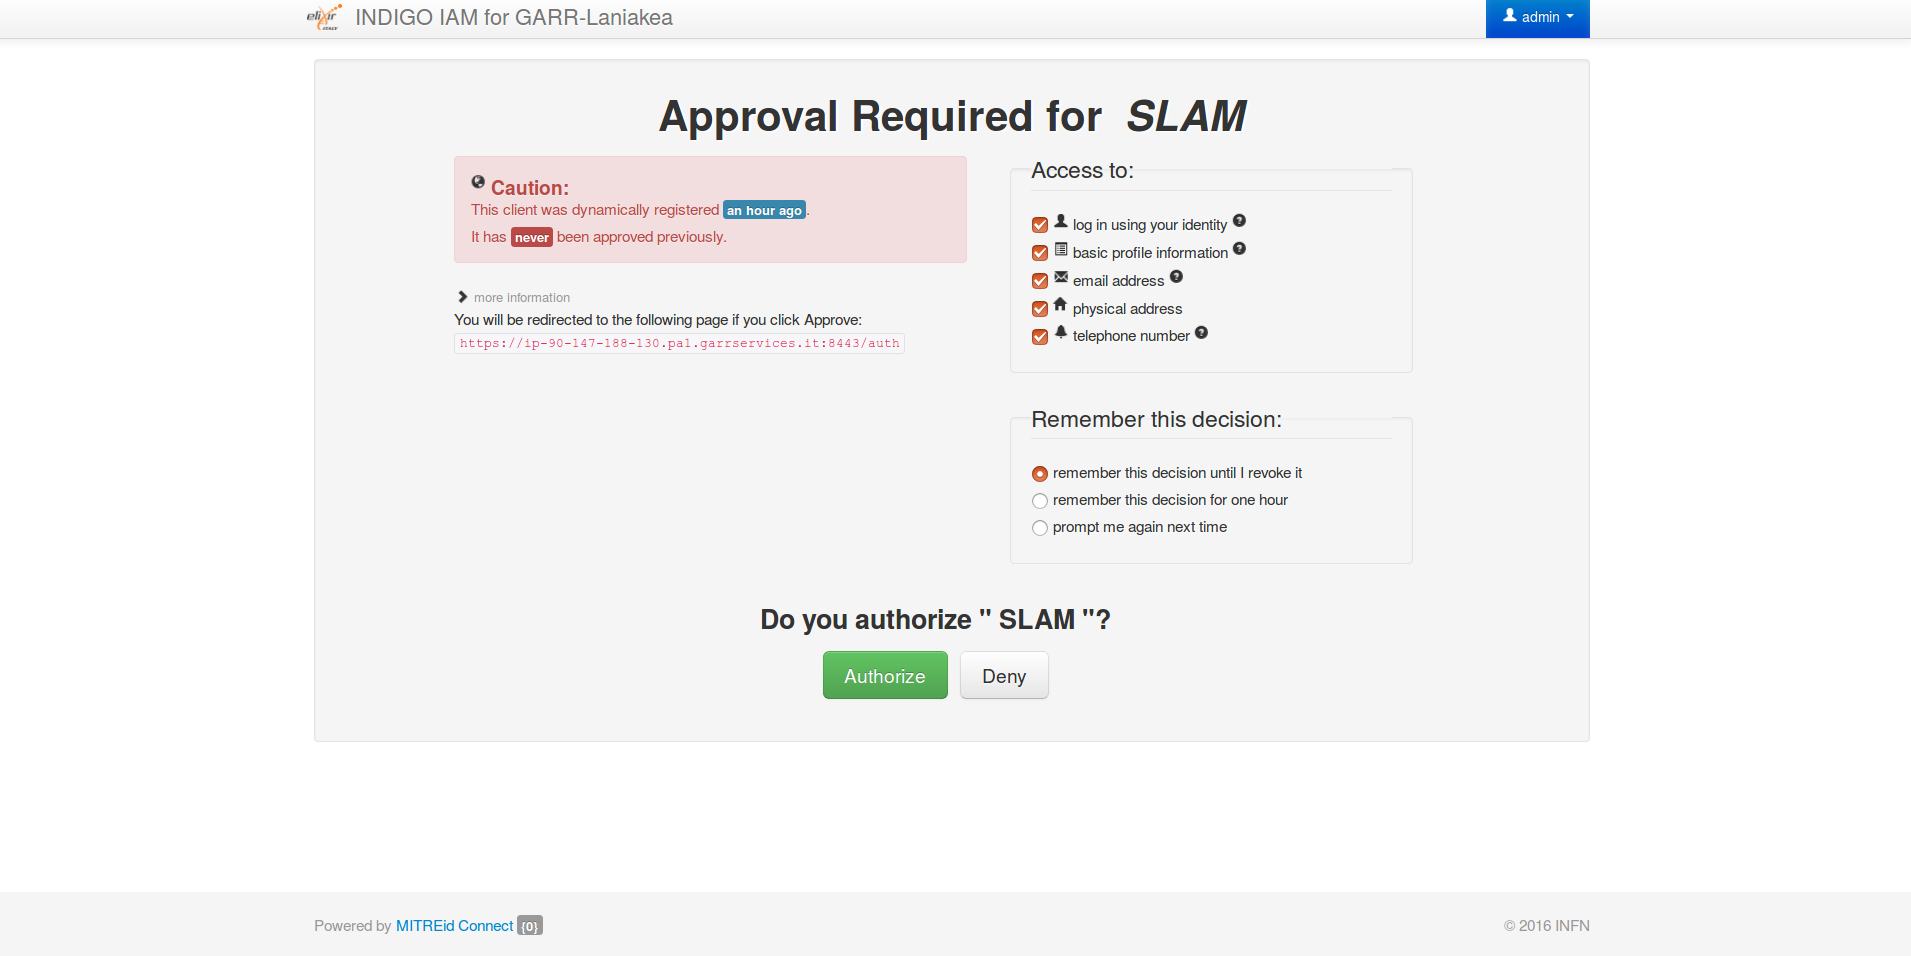 elixir
ITALY
INDIGO IAM for GARR-Laniakea
admin
Approval Required for SLAM
Caution:
This client was dynamically registered an hour ago.
It has never been approved previously.
more information
You will be redirected to the following page if you click Approve:
https://ip-90-147-188-130.pa1.garrservices.it:8443/auth
Access to:
log in using your identity
basic profile information
email address
physical address
telephone number
Remember this decision:
remember this decision until I revoke it
remember this decision for one hour
prompt me again next time
Do you authorize " SLAM "?
Authorize
Deny
Powered by MITREid Connect {0}
© 2016 INFN